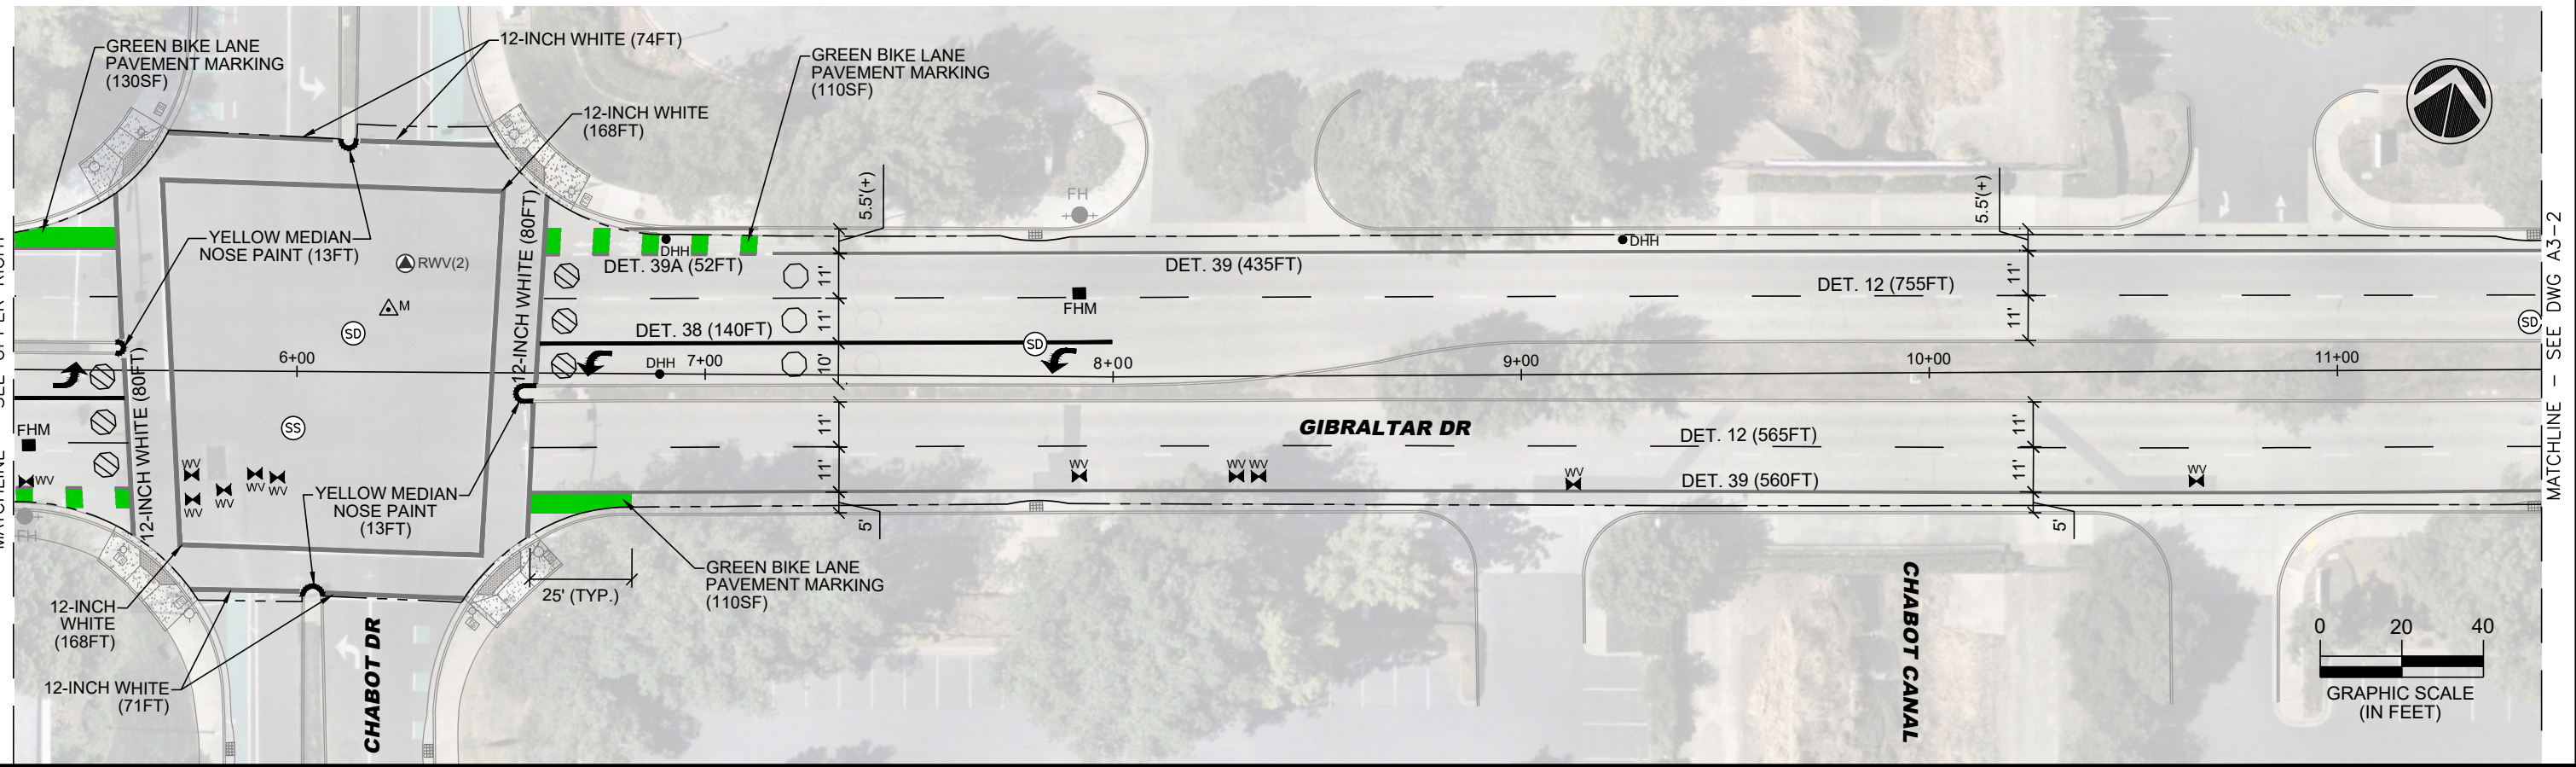 GREEN BIKE LANE
PAVEMENT MARKING
(130SF)
12-INCH WHITE (74FT)
GREEN BIKE LANE
PAVEMENT MARKING
(110SF)
12-INCH WHITE
(168FT)
5.5'(+)
FH
5.5'(+)
YELLOW MEDIAN
NOSE PAINT (13FT)
RWV(2)
M
SD
12-INCH WHITE (80FT)
DHH
DET. 39A (52FT)
11'
DET. 39 (435FT)
DHH
11'
DET. 12 (755FT)
FHM
DET. 38 (140FT)
11'
SD
11'
SD
6+00
DHH
7+00
10'
8+00
9+00
10+00
11+00
12-INCH WHITE (80FT)
SS
FHM
WV
WV
WV
WV
WV
WV
FH
YELLOW MEDIAN
NOSE PAINT
(13FT)
11'
11'
GIBRALTAR DR
DET. 12 (565FT)
11'
11'
WV
WV
WV
WV
WV
DET. 39 (560FT)
5'
5'
25' (TYP.)
GREEN BIKE LANE
PAVEMENT MARKING
(110SF)
12-INCH
WHITE
(168FT)
12-INCH WHITE
(71FT)
CHABOT DR
CHABOT CANAL
0 20 40
GRAPHIC SCALE
(IN FEET)
MATCHLINE - SEE DWG A3-2